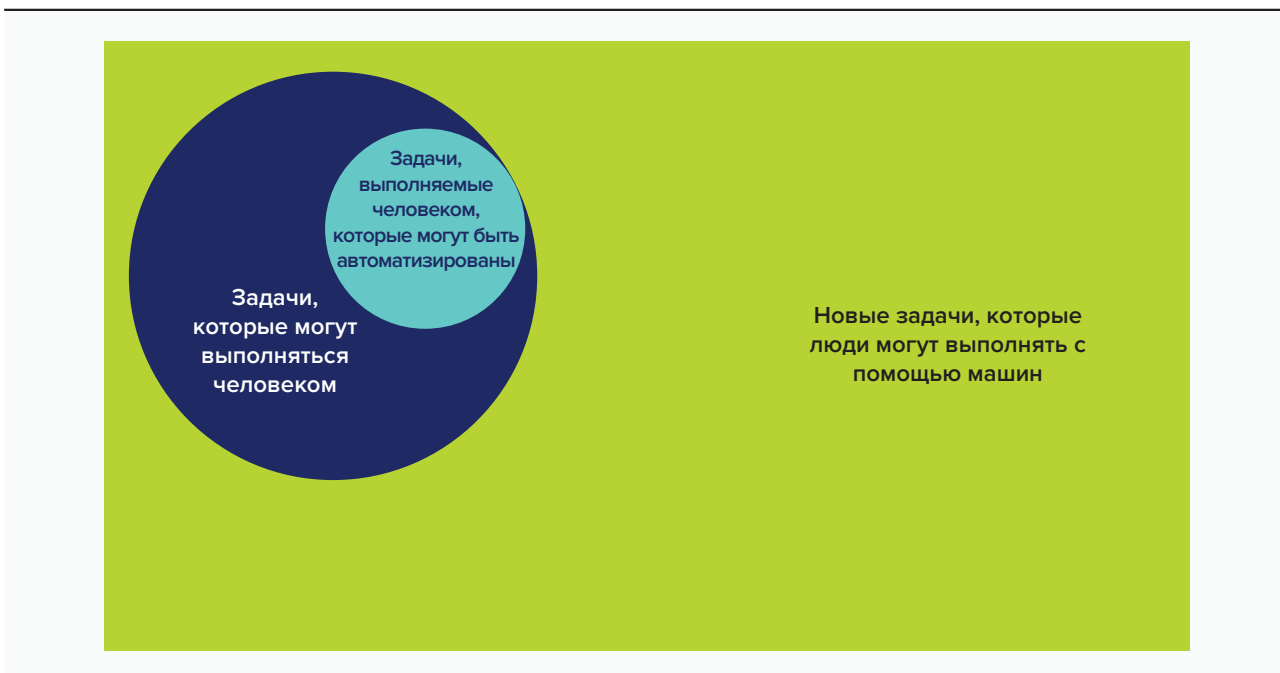 Задачи,
выполняемые
человеком,
которые могут быть
автоматизированы
Задачи,
которые могут
выполняться
человеком
Новые задачи, которые
люди могут выполнять с
помощью машин